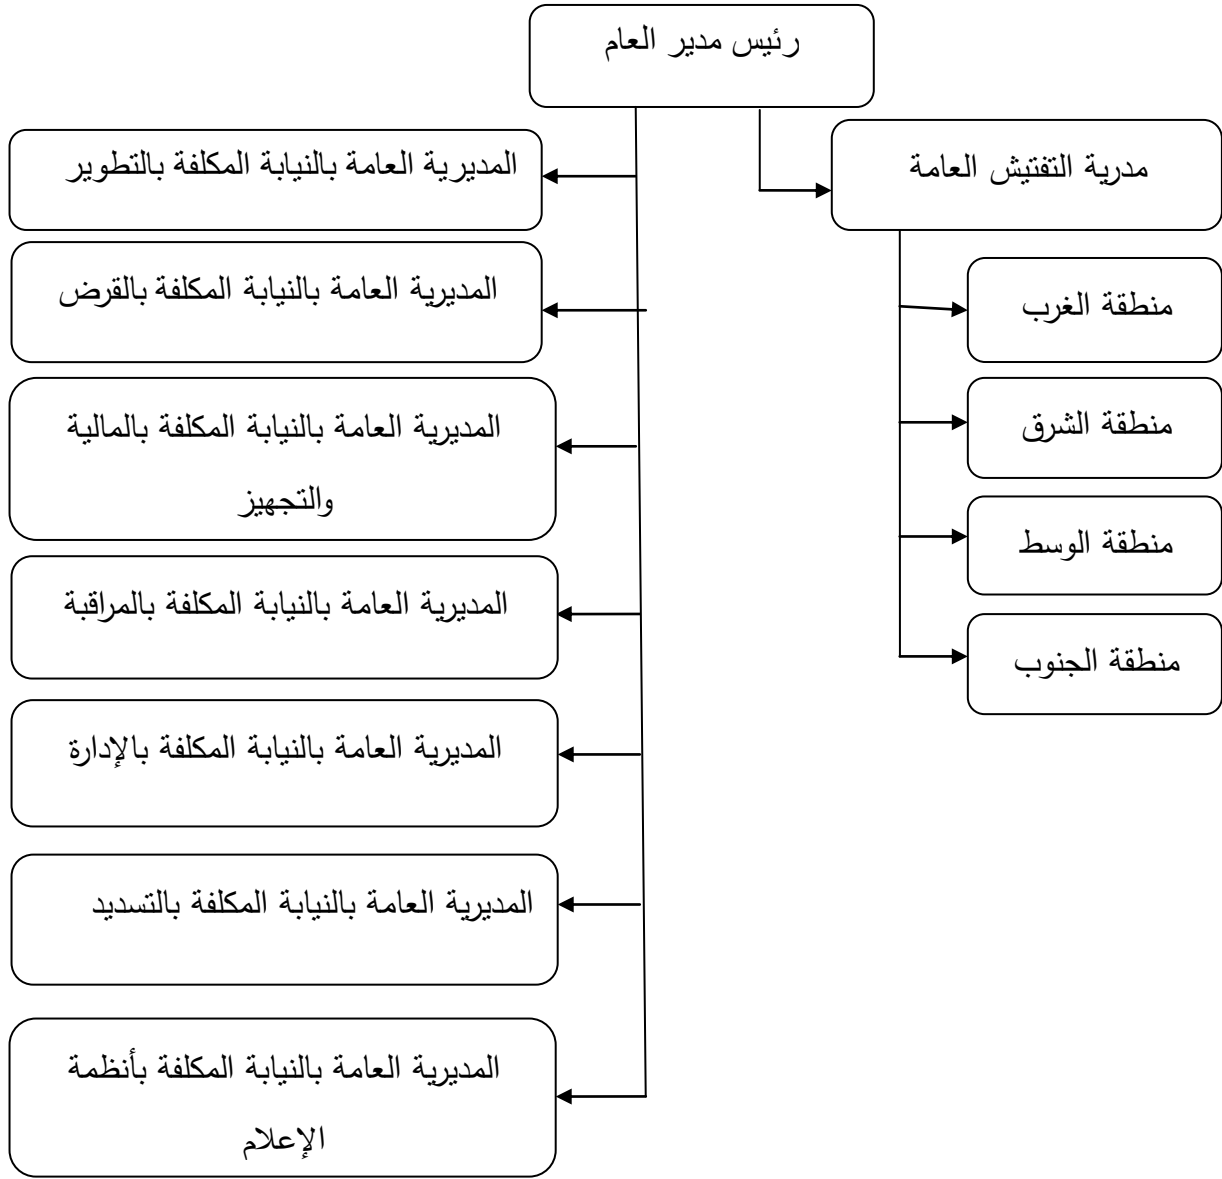 رئيس مدير العام
مدرية التفتيش العامة
منطقة الغرب
منطقة الشرق
منطقة الوسط
منطقة الجنوب
المديرية العامة بالنيابة المكلفة بالتطوير
المديرية العامة بالنيابة المكلفة بالقرض
المديرية العامة بالنيابة المكلفة بالمالية
والتجهيز
المديرية العامة بالنيابة المكلفة بالمراقبة
المديرية العامة بالنيابة المكلفة بالإدارة
المديرية العامة بالنيابة المكلفة بالتسديد
المديرية العامة بالنيابة المكلفة بأنظمة
الإعلام